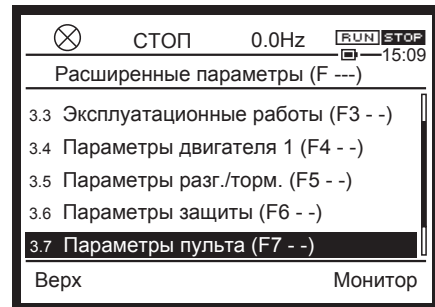 СТОП 0.0Hz RUN STOP
15:09
Расширенные параметры (F ---)
3.3 Эксплуатационные работы (F3 - -)
3.4 Параметры двигателя 1 (F4 - -)
3.5 Параметры разг./торм. (F5 - -)
3.6 Параметры защиты (F6 - -)
3.7 Параметры пульта (F7 - -)
Верх Монитор